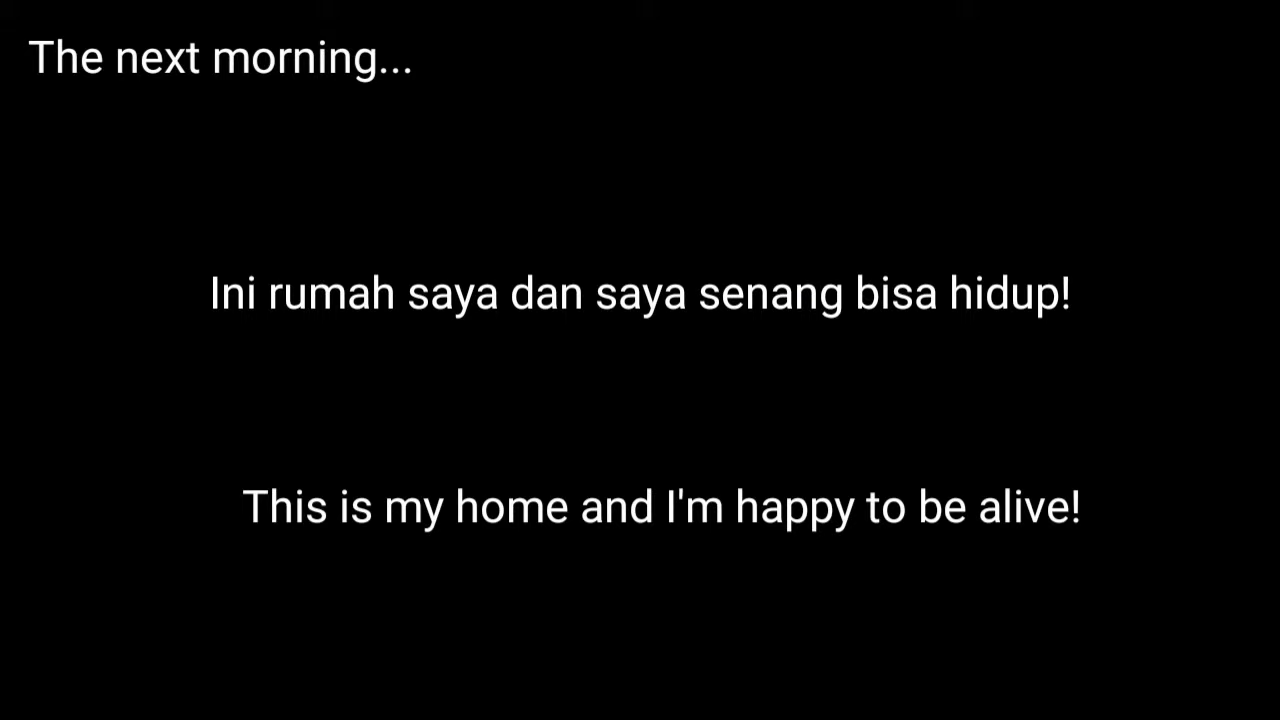 The next morning...
Ini rumah saya dan saya senang bisa hidup!
This is my home and I'm happy to be alive!